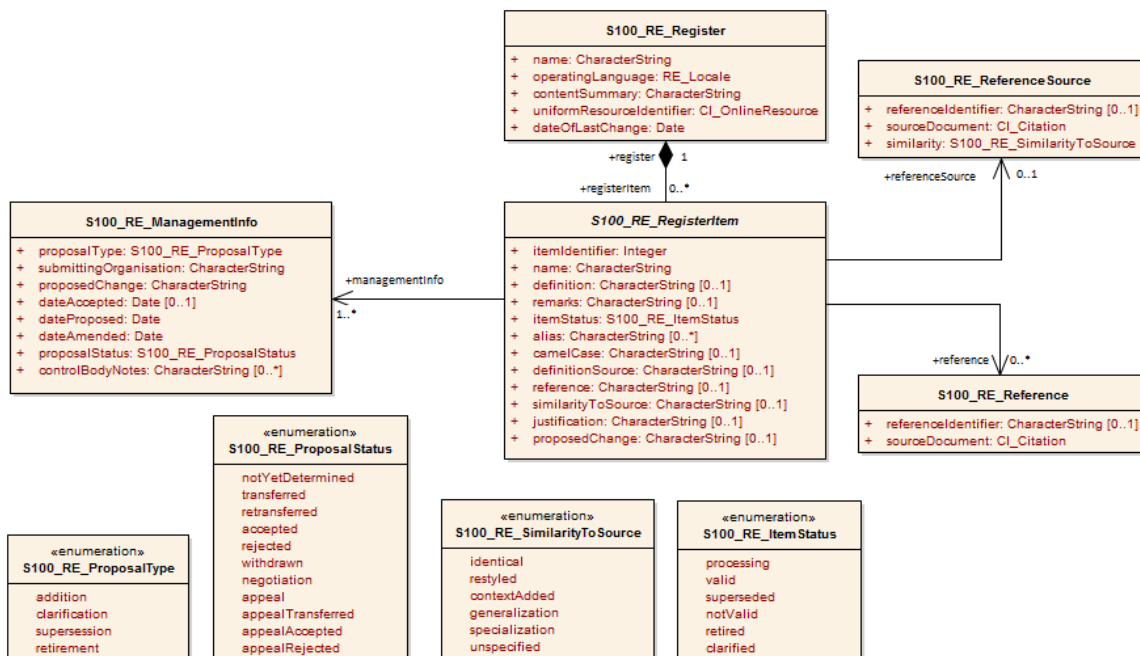 S100_RE_Register
+ name: CharacterString
+ operatingLanguage: RE_Locale
+ contentSummary: CharacterString
+ uniformResourceIdentifier: CI_OnlineResource
+ dateOfLastChange: Date
S100_RE_ReferenceSource
+ referenceIdentifier: CharacterString [0..1]
+ sourceDocument: CI_Citation
+ similarity: S100_RE_SimilarityToSource
+register 1
+registerItem 0..*
+referenceSource 0..1
S100_RE_ManagementInfo
+ proposalType: S100_RE_ProposalType
+ submittingOrganisation: CharacterString
+ proposedChange: CharacterString
+ dateAccepted: Date [0..1]
+ dateProposed: Date
+ dateAmended: Date
+ proposalStatus: S100_RE_ProposalStatus
+ controlBodyNotes: CharacterString [0..*]
+managementInfo
1..*
S100_RE_RegisterItem
+ itemIdentifier: Integer
+ name: CharacterString
+ definition: CharacterString [0..1]
+ remarks: CharacterString [0..1]
+ itemStatus: S100_RE_ItemStatus
+ alias: CharacterString [0..*]
+ camelCase: CharacterString [0..1]
+ definitionSource: CharacterString [0..1]
+ reference: CharacterString [0..1]
+ similarityToSource: CharacterString [0..1]
+ justification: CharacterString [0..1]
+ proposedChange: CharacterString [0..1]
+reference 0..*
S100_RE_Reference
+ referenceIdentifier: CharacterString [0..1]
+ sourceDocument: CI_Citation
«enumeration»
S100_RE_ProposalType
addition
clarification
supersession
retirement
«enumeration»
S100_RE_ProposalStatus
notYetDetermined
transferred
retransferred
accepted
rejected
withdrawn
negotiation
appeal
appealTransferred
appealAccepted
appealRejected
«enumeration»
S100_RE_SimilarityToSource
identical
restyled
contextAdded
generalization
specialization
unspecified
«enumeration»
S100_RE_ItemStatus
processing
valid
superseded
notValid
retired
clarified